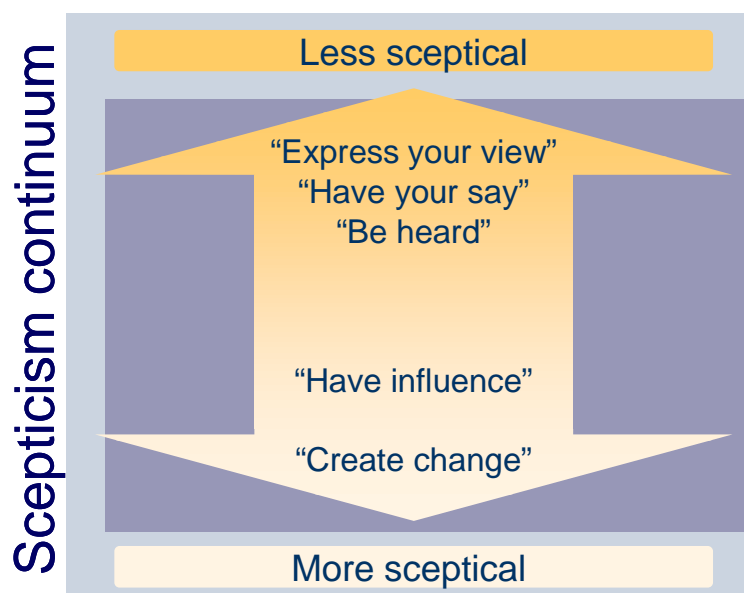 Scepticism continuum
Less sceptical
“Express your view”
“Have your say”
“Be heard”
“Have influence”
“Create change”
More sceptical